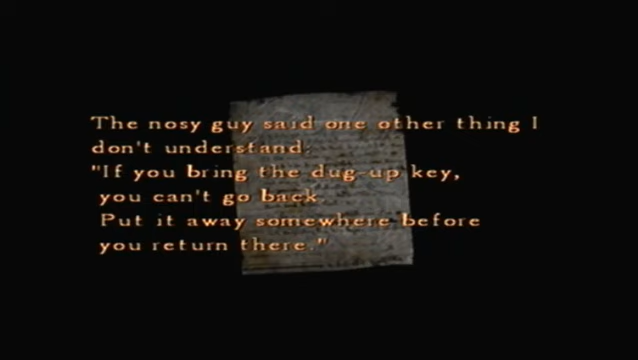 The nosy guy said one other thing I
don't understand:
"If you bring the dug-up key,
you can't go back.
Put it away somewhere before
you return there."